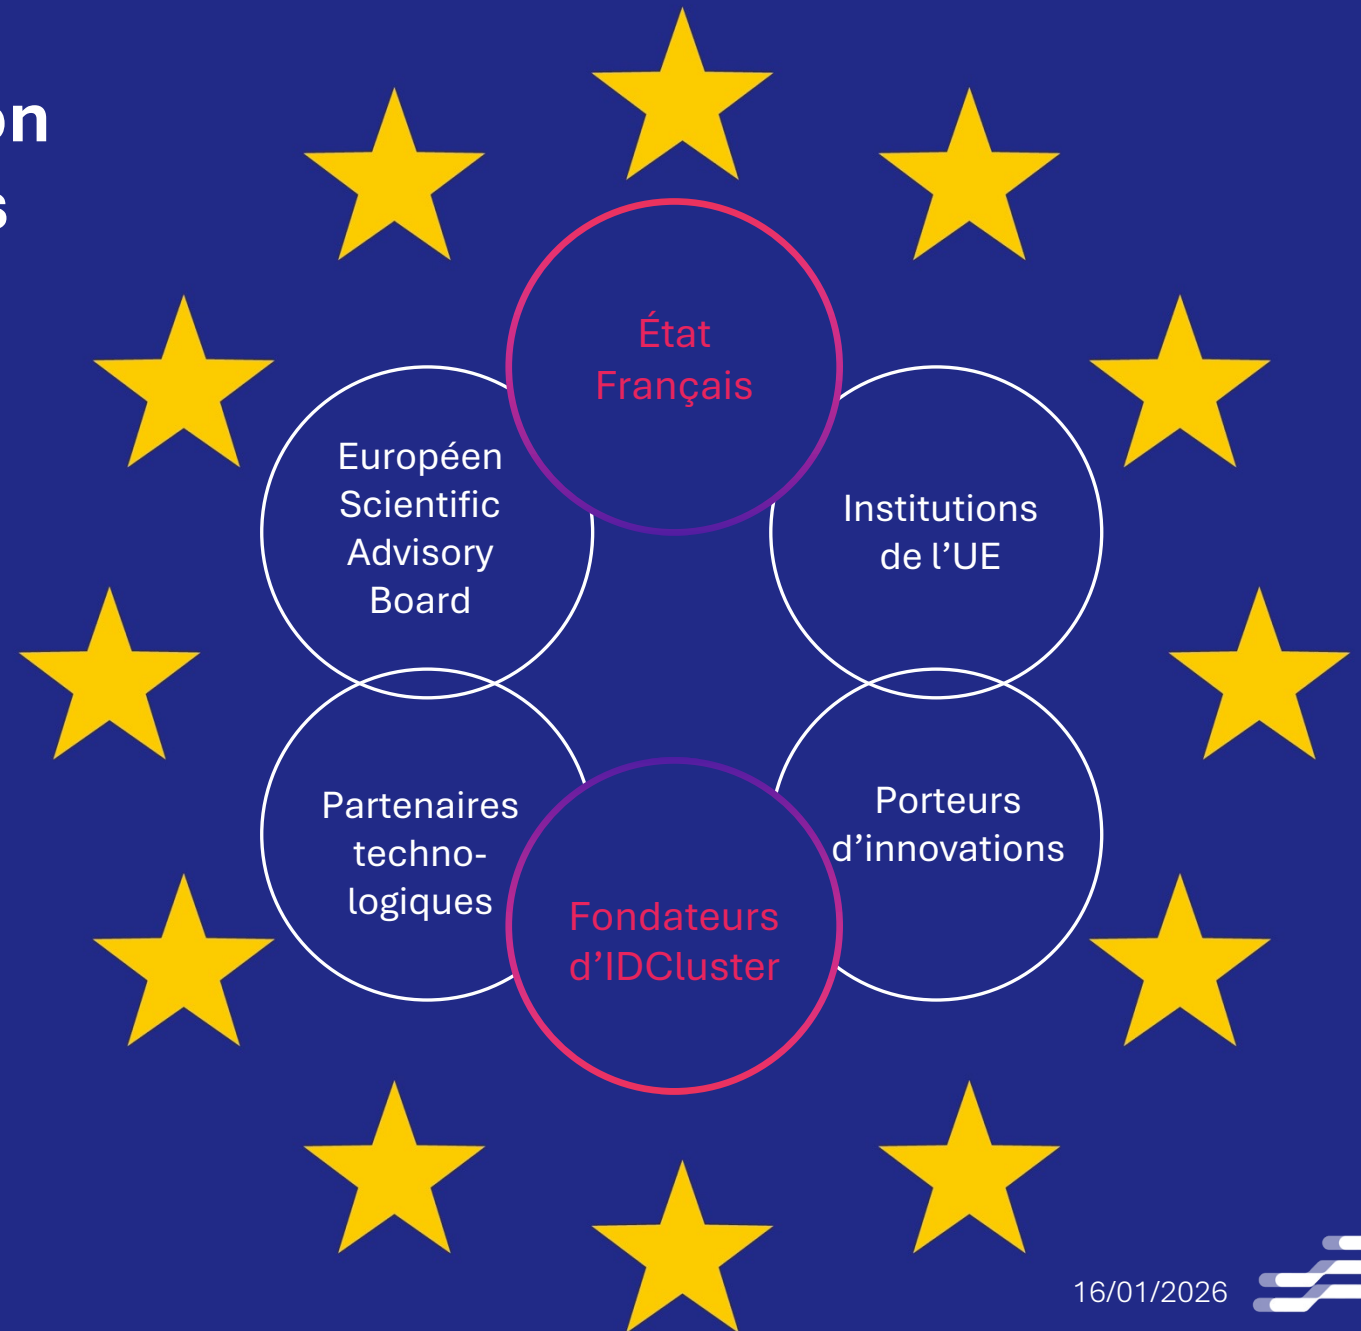 on
s
État
Français
Européen
Scientific
Advisory
Board
Institutions
de l’UE
Partenaires
techno-
logiques
Porteurs
d’innovations
Fondateurs
d’IDCluster
16/01/2026